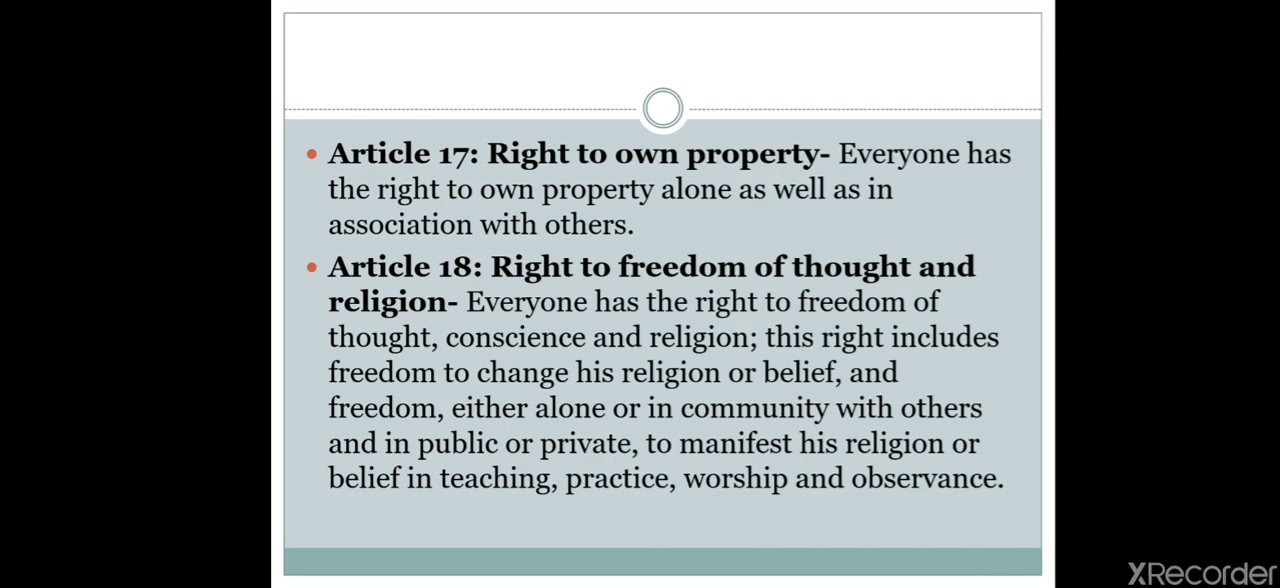 Article 17: Right to own property- Everyone has
the right to own property alone as well as in
association with others.
Article 18: Right to freedom of thought and
religion- Everyone has the right to freedom of
thought, conscience and religion; this right includes
freedom to change his religion or belief, and
freedom, either alone or in community with others
and in public or private, to manifest his religion or
belief in teaching, practice, worship and observance.
XRecorder